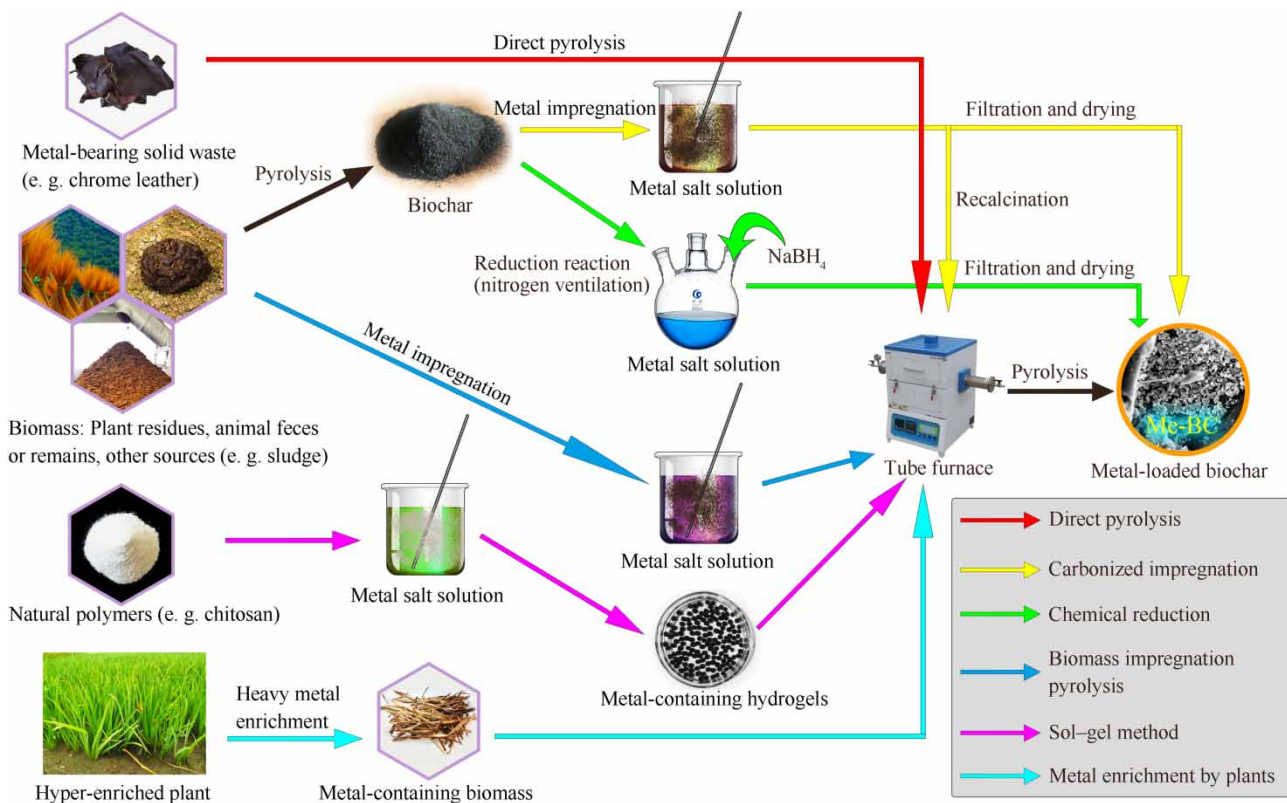 Direct pyrolysis
Metal-bearing solid waste
(e. g. chrome leather)
Metal impregnation
Metal salt solution
Filtration and drying
Pyrolysis
Biochar
Recalcination
Reduction reaction
(nitrogen ventilation)
NaBH₄
Metal salt solution
Filtration and drying
Biomass: Plant residues, animal feces
or remains, other sources (e. g. sludge)
Metal impregnation
Metal salt solution
Tube furnace
Pyrolysis
Me-BC
Metal-loaded biochar
Natural polymers (e. g. chitosan)
Metal salt solution
Metal-containing hydrogels
Hyper-enriched plant
Heavy metal
enrichment
Metal-containing biomass
Direct pyrolysis
Carbonized impregnation
Chemical reduction
Biomass impregnation
pyrolysis
Sol–gel method
Metal enrichment by plants